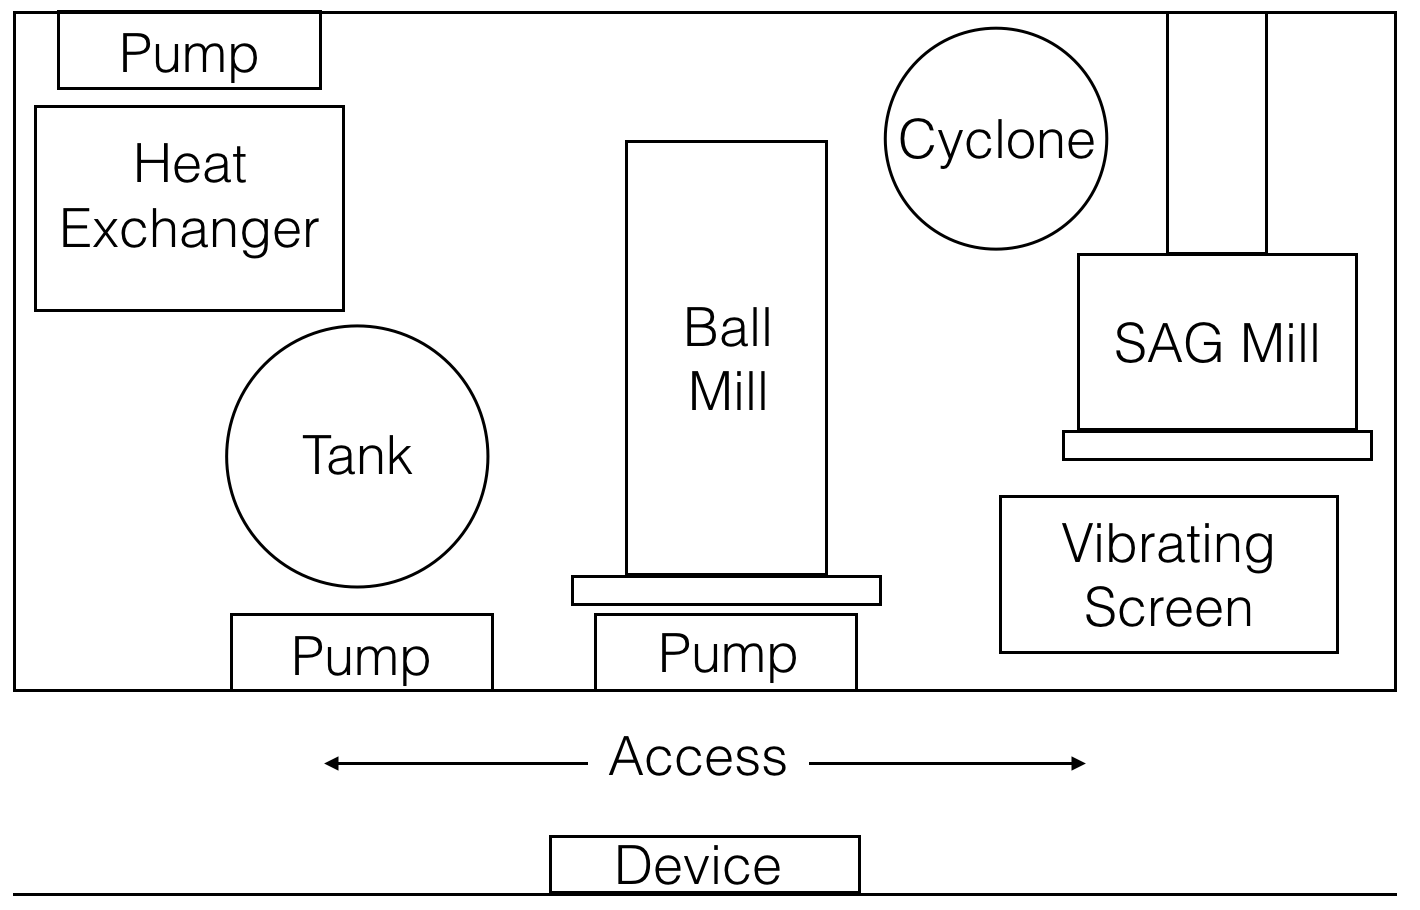 Pump
Heat
Exchanger
Cyclone
Ball
Mill
SAG Mill
Tank
Vibrating
Screen
Pump
Pump
Access
Device